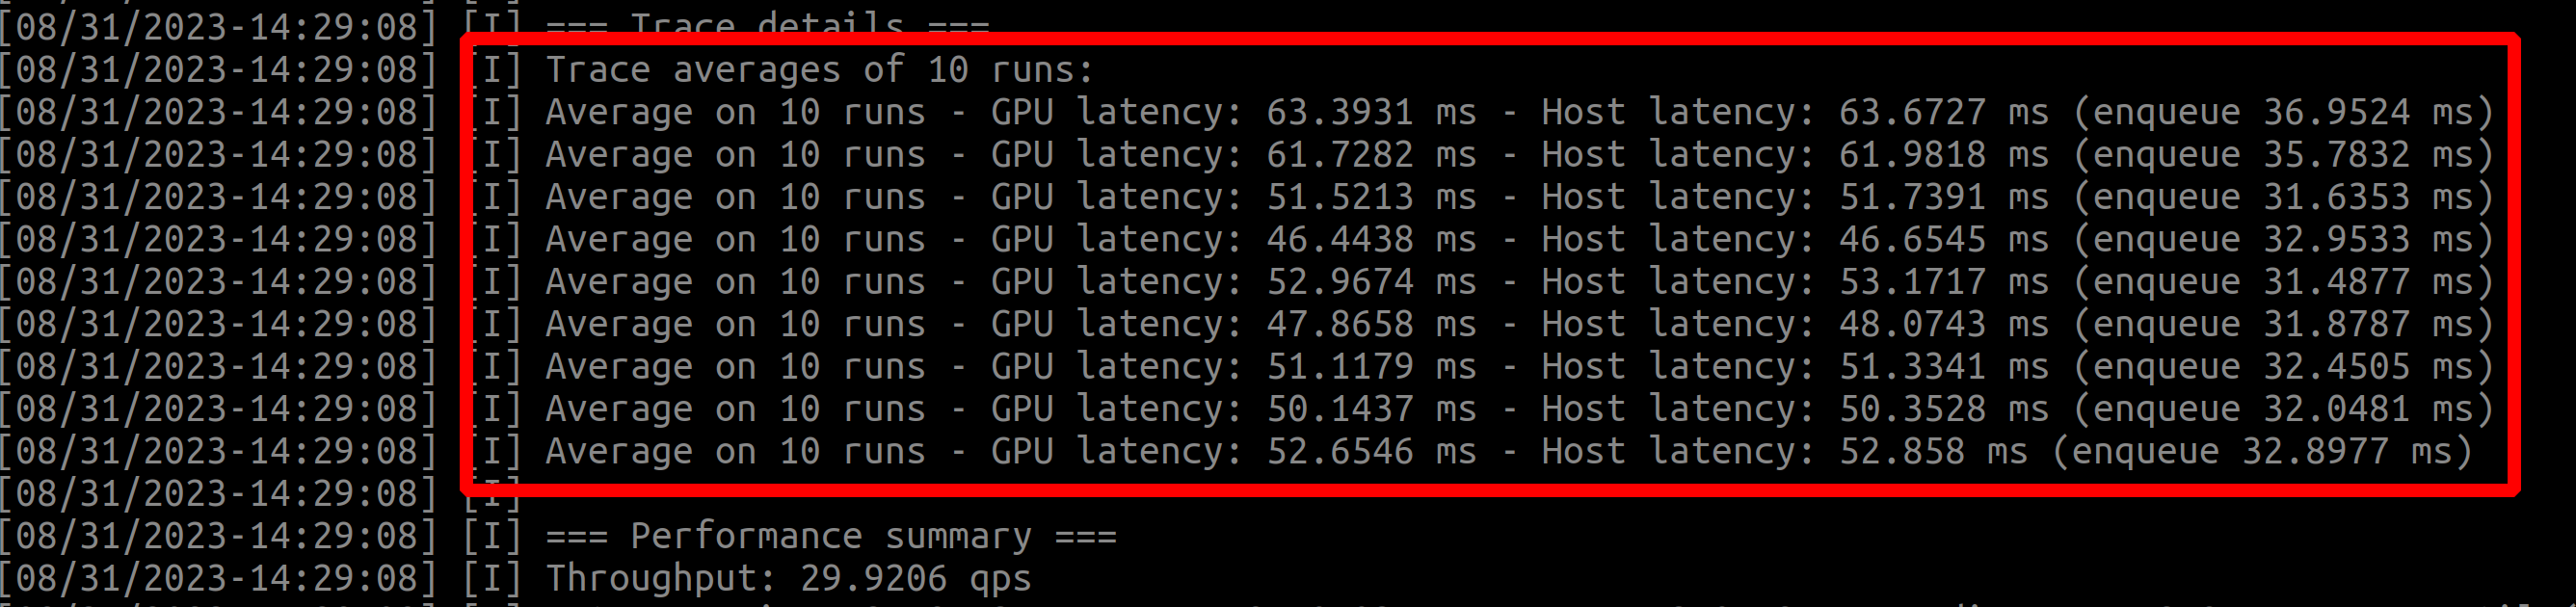 [08/31/2023-14:29:08] [I] === Trace details ===
[08/31/2023-14:29:08] [I] Trace averages of 10 runs:
[08/31/2023-14:29:08] [I] Average on 10 runs - GPU latency: 63.3931 ms - Host latency: 63.6727 ms (enqueue 36.9524 ms)
[08/31/2023-14:29:08] [I] Average on 10 runs - GPU latency: 61.7282 ms - Host latency: 61.9818 ms (enqueue 35.7832 ms)
[08/31/2023-14:29:08] [I] Average on 10 runs - GPU latency: 51.5213 ms - Host latency: 51.7391 ms (enqueue 31.6353 ms)
[08/31/2023-14:29:08] [I] Average on 10 runs - GPU latency: 46.4438 ms - Host latency: 46.6545 ms (enqueue 32.9533 ms)
[08/31/2023-14:29:08] [I] Average on 10 runs - GPU latency: 52.9674 ms - Host latency: 53.1717 ms (enqueue 31.4877 ms)
[08/31/2023-14:29:08] [I] Average on 10 runs - GPU latency: 47.8658 ms - Host latency: 48.0743 ms (enqueue 31.8787 ms)
[08/31/2023-14:29:08] [I] Average on 10 runs - GPU latency: 51.1179 ms - Host latency: 51.3341 ms (enqueue 32.4505 ms)
[08/31/2023-14:29:08] [I] Average on 10 runs - GPU latency: 50.1437 ms - Host latency: 50.3528 ms (enqueue 32.0481 ms)
[08/31/2023-14:29:08] [I] Average on 10 runs - GPU latency: 52.6546 ms - Host latency: 52.858 ms (enqueue 32.8977 ms)
[08/31/2023-14:29:08] [I]
[08/31/2023-14:29:08] [I] === Performance summary ===
[08/31/2023-14:29:08] [I] Throughput: 29.9206 qps